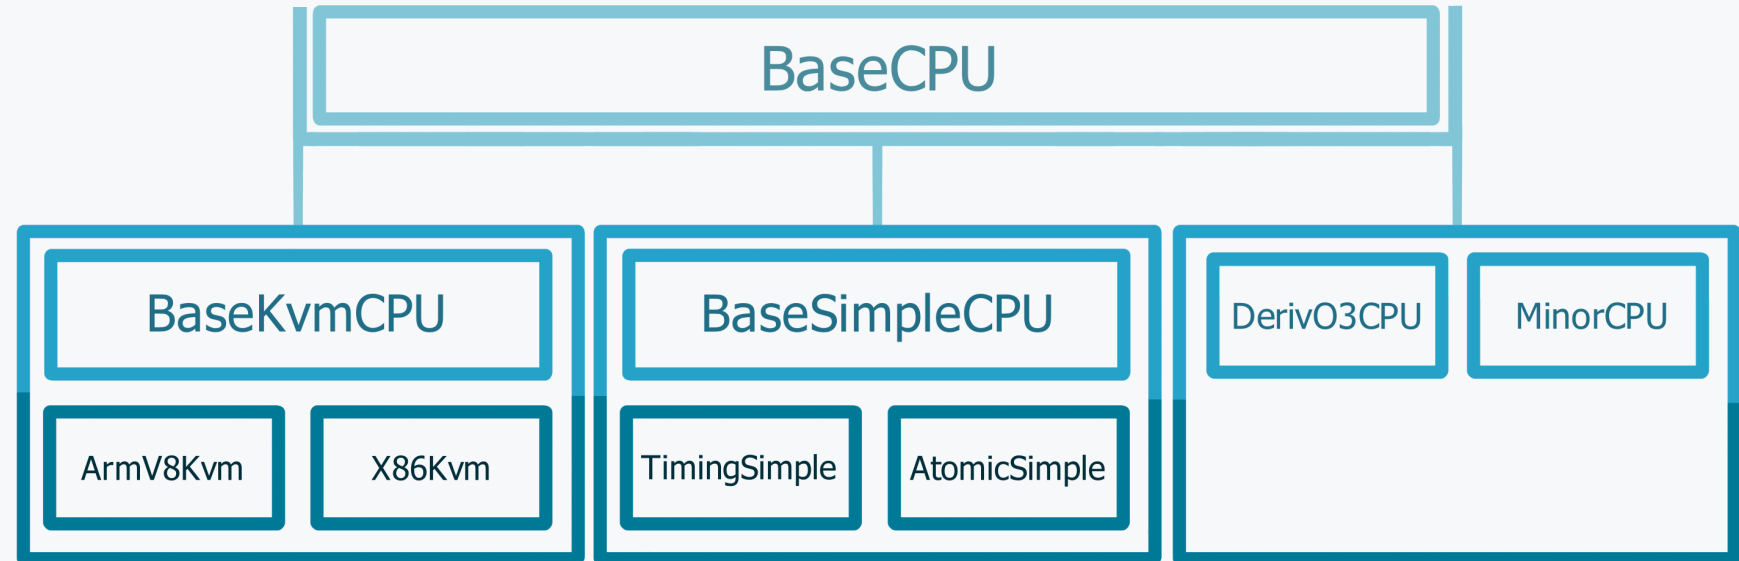 BaseCPU
BaseKvmCPU
BaseSimpleCPU
DerivO3CPU
MinorCPU
ArmV8Kvm
X86Kvm
TimingSimple
AtomicSimple